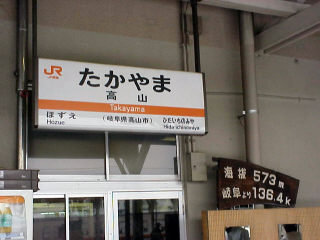 JR
たかやま
高山
Takayama
ぼずえ
Hozue
(岐阜県高山市)
ひだいちのみや
Hida-ichinomiya
海抜 573m
岐阜より 136.4K